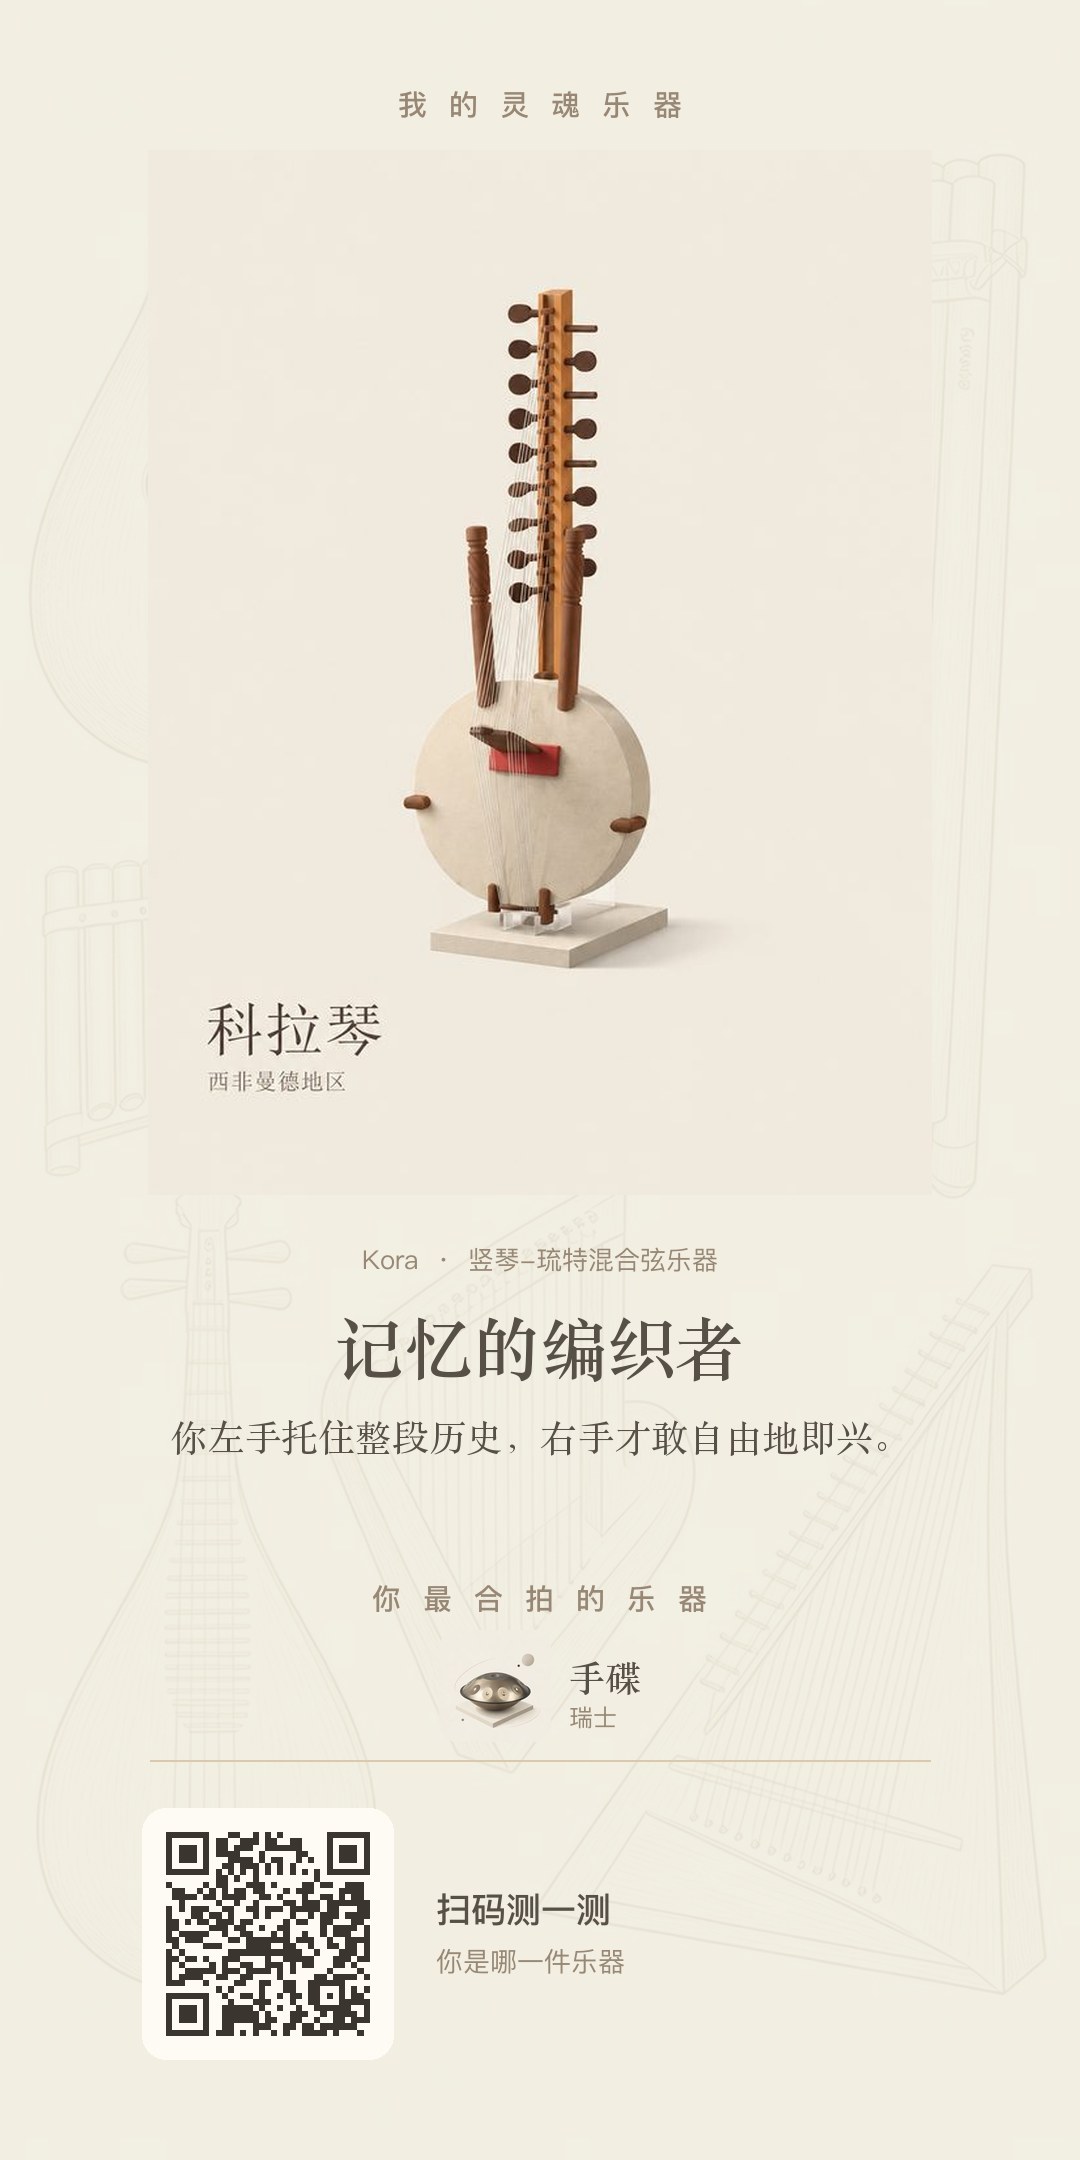 我的灵魂乐器
科拉琴
西非曼德地区
Kora · 竖琴-琉特混合弦乐器
记忆的编织者
你左手托住整段历史，右手才敢自由地即兴。
你最合拍的乐器
手碟
瑞士
扫码测一测
你是哪一件乐器